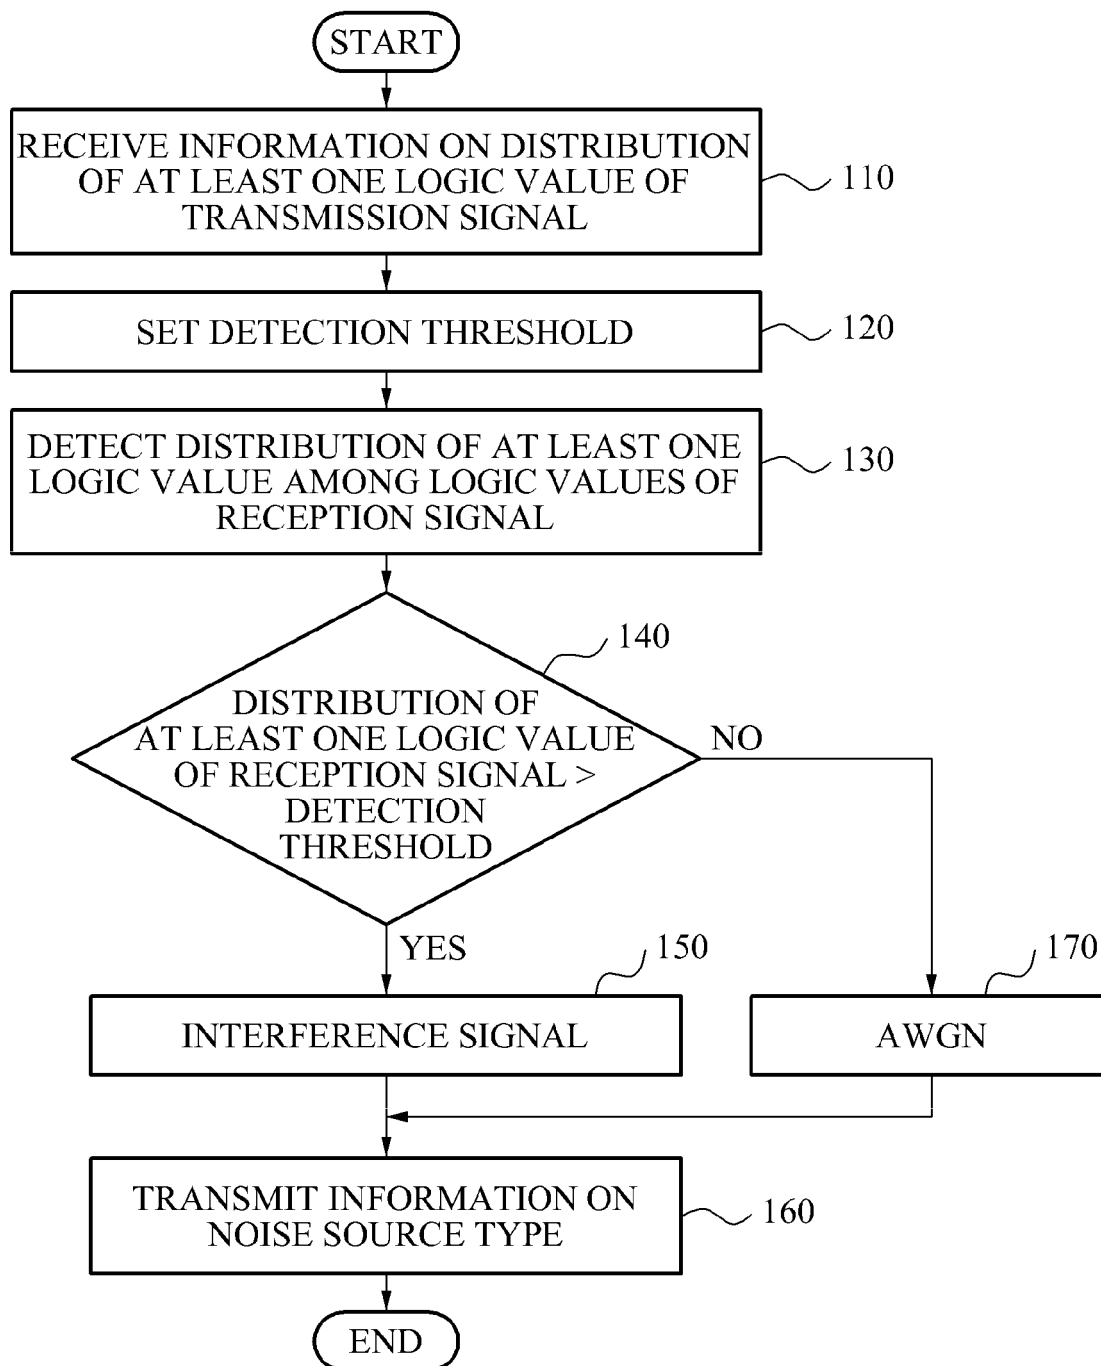 START
RECEIVE INFORMATION ON DISTRIBUTION
OF AT LEAST ONE LOGIC VALUE OF
TRANSMISSION SIGNAL
110
SET DETECTION THRESHOLD
120
DETECT DISTRIBUTION OF AT LEAST ONE
LOGIC VALUE AMONG LOGIC VALUES OF
RECEPTION SIGNAL
130
140
DISTRIBUTION OF
AT LEAST ONE LOGIC VALUE
OF RECEPTION SIGNAL >
DETECTION
THRESHOLD
NO
YES
150
INTERFERENCE SIGNAL
170
AWGN
TRANSMIT INFORMATION ON
NOISE SOURCE TYPE
160
END